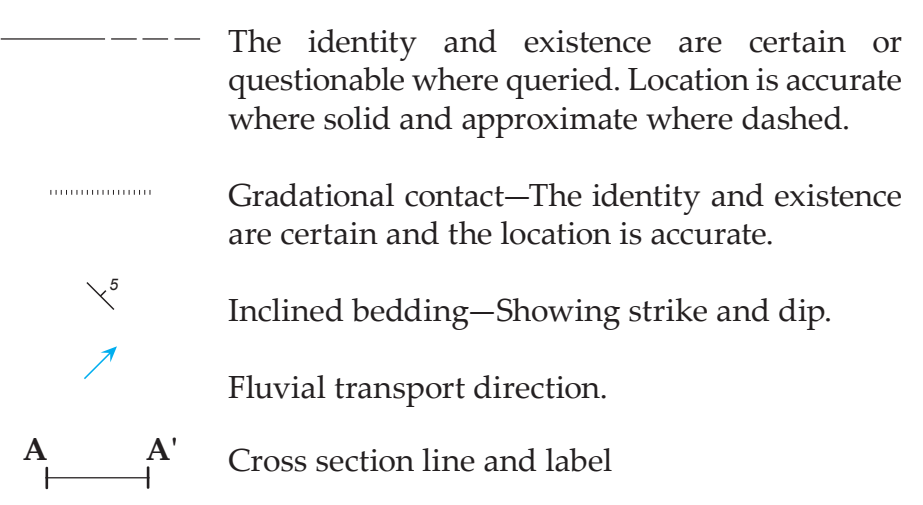 The identity and existence are certain or
questionable where queried. Location is accurate
where solid and approximate where dashed.
Gradational contact—The identity and existence
are certain and the location is accurate.
5
Inclined bedding—Showing strike and dip.
Fluvial transport direction.
A A'
Cross section line and label